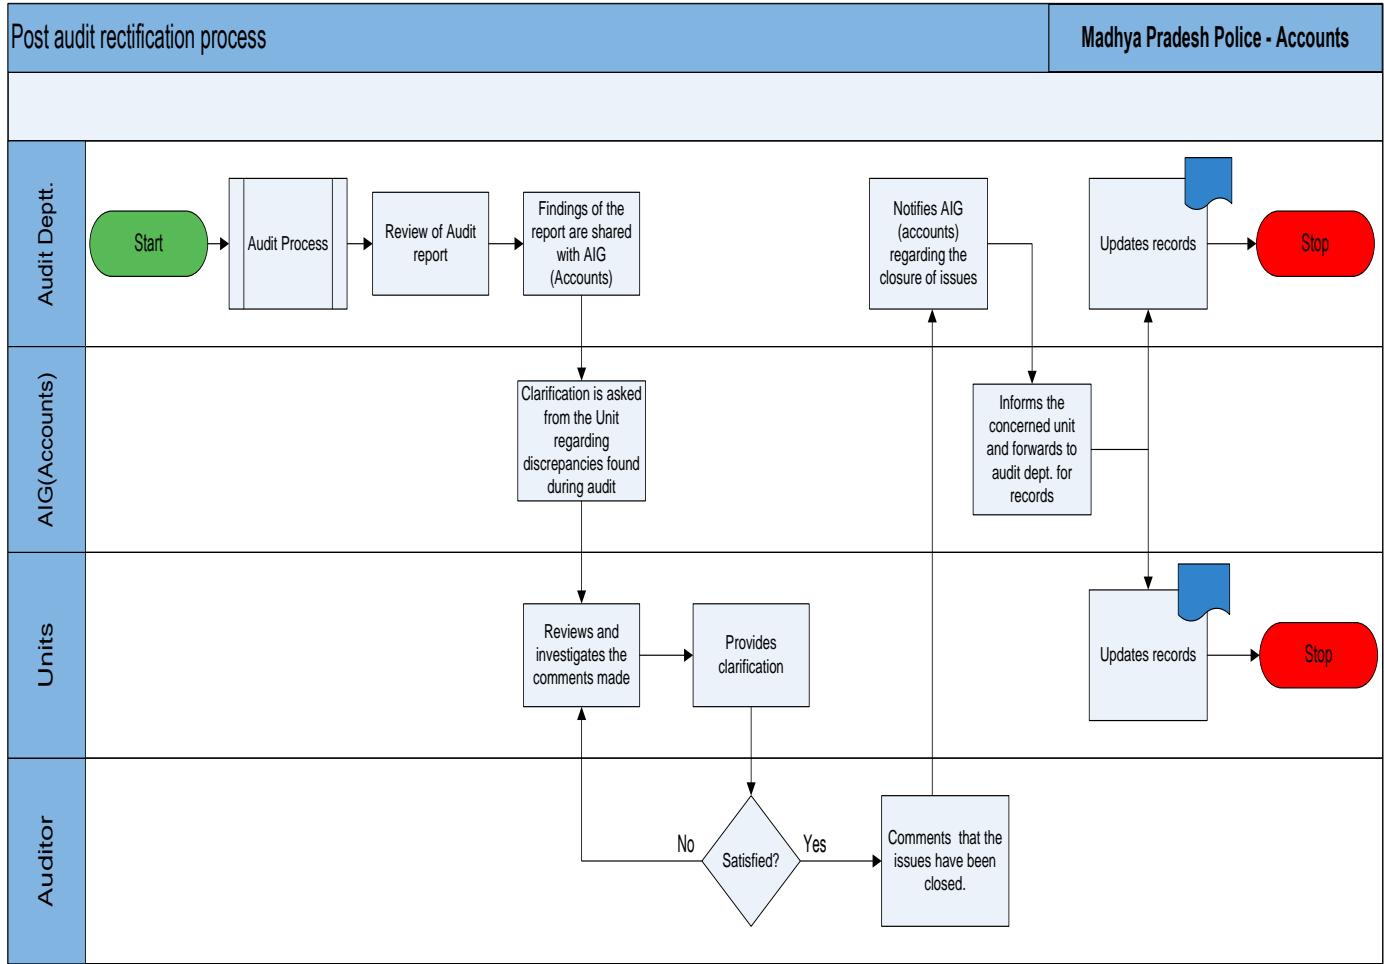 Post audit rectification process
Madhya Pradesh Police - Accounts
Audit Deptt.
Start
Audit Process
Review of Audit
report
Findings of the
report are shared
with AIG
(Accounts)
Notifies AIG
(accounts)
regarding the
closure of issues
Updates records
Stop
AIG(Accounts)
Clarification is asked
from the Unit
regarding
discrepancies found
during audit
Informs the
concerned unit
and forwards to
audit dept. for
records
Units
Reviews and
investigates the
comments made
Provides
clarification
Updates records
Stop
Auditor
No
Satisfied?
Yes
Comments that the
issues have been
closed.